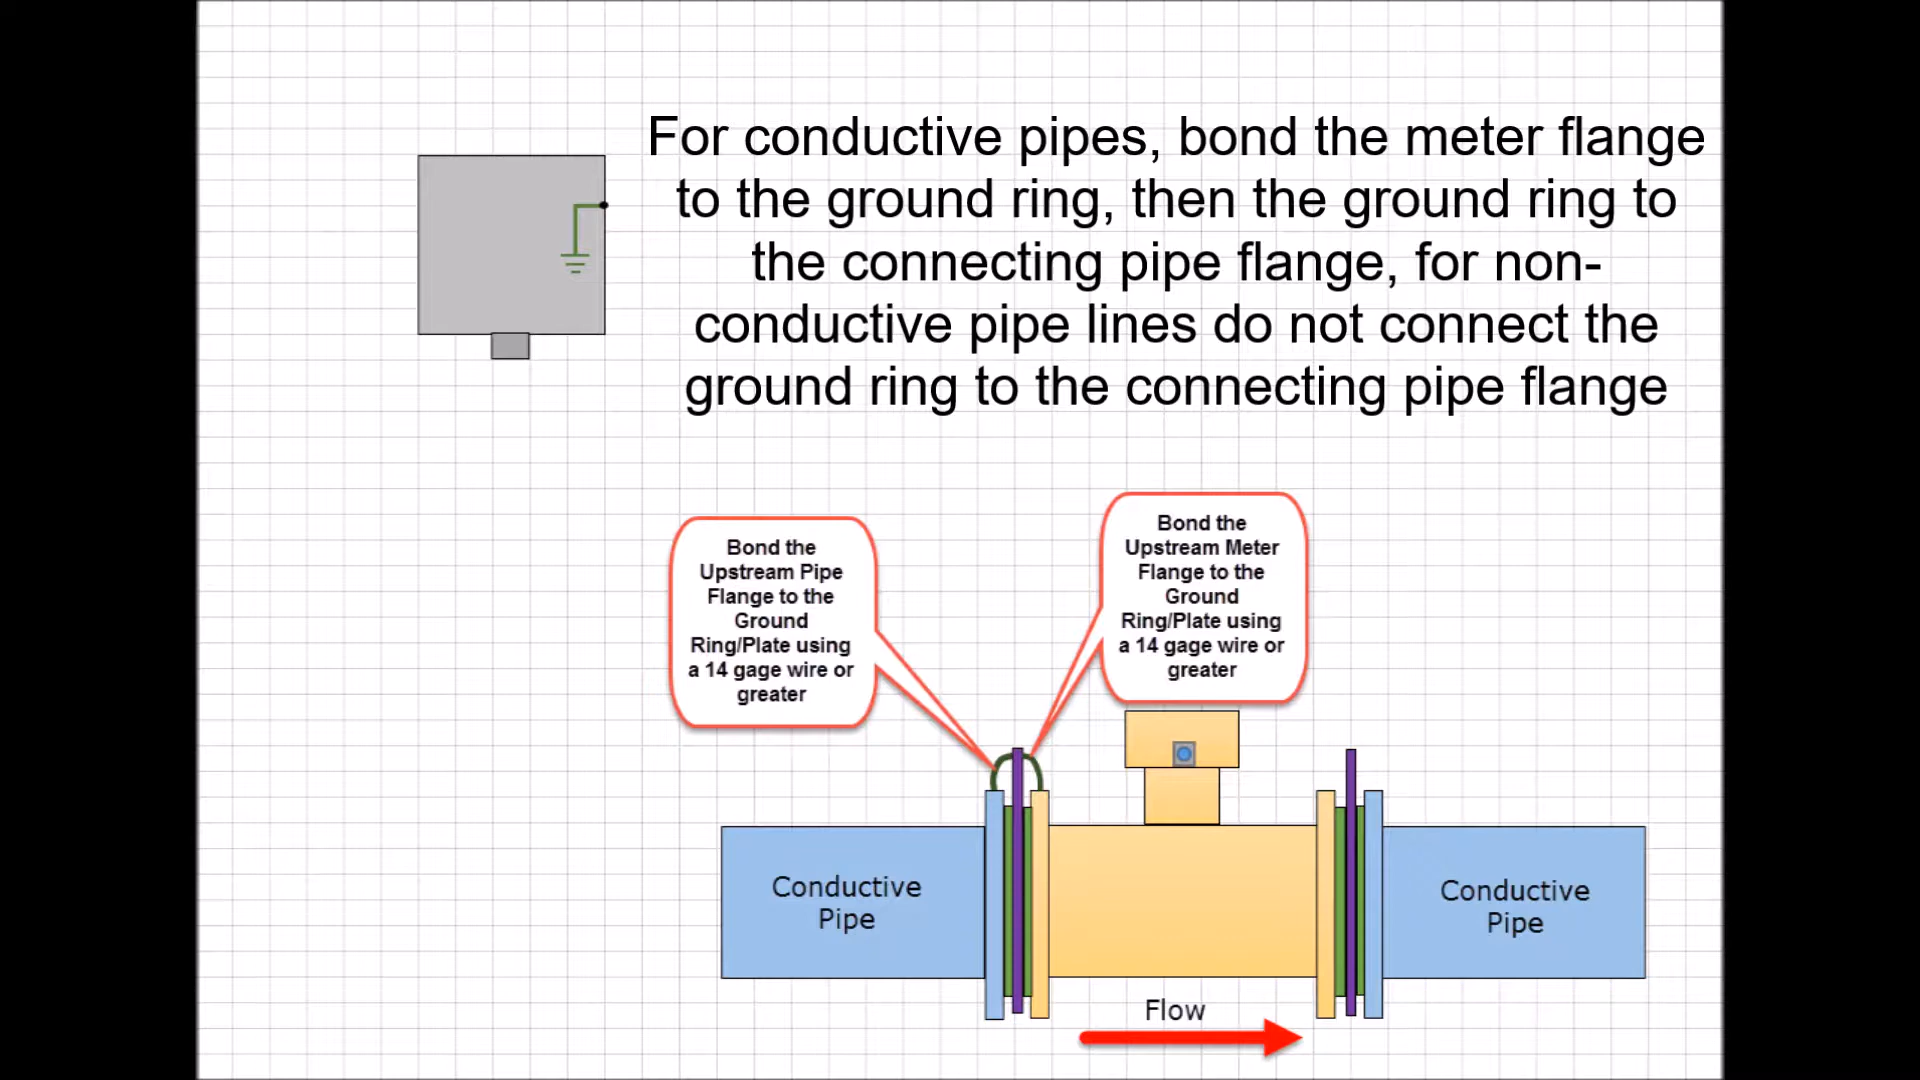 For conductive pipes, bond the meter flange
to the ground ring, then the ground ring to
the connecting pipe flange, for non-
conductive pipe lines do not connect the
ground ring to the connecting pipe flange
Bond the
Upstream Pipe
Flange to the
Ground
Ring/Plate using
a 14 gage wire or
greater
Bond the
Upstream Meter
Flange to the
Ground
Ring/Plate using
a 14 gage wire or
greater
Conductive
Pipe
Conductive
Pipe
Flow